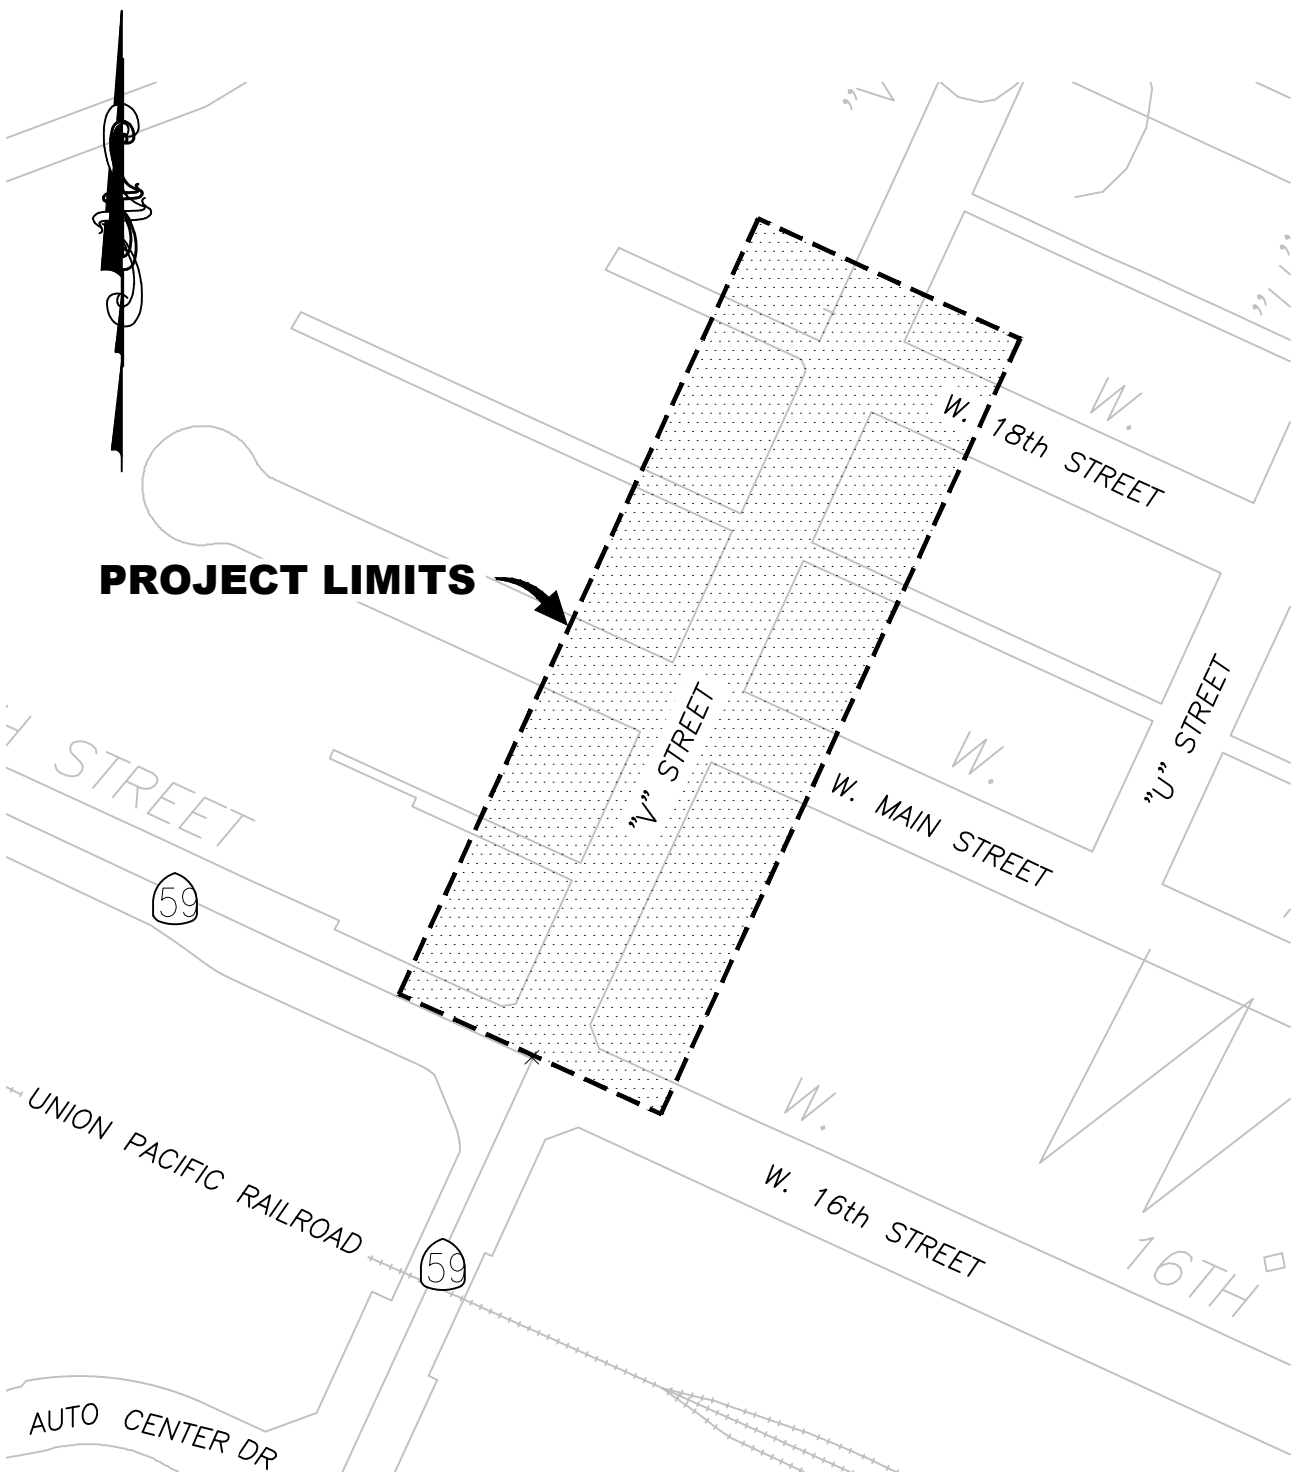 W.
W. 18th STREET
PROJECT LIMITS
"V" STREET
"U" STREET
STREET
W.
W. MAIN STREET
59
W.
UNION PACIFIC RAILROAD
W. 16th STREET
59
16TH
AUTO CENTER DR